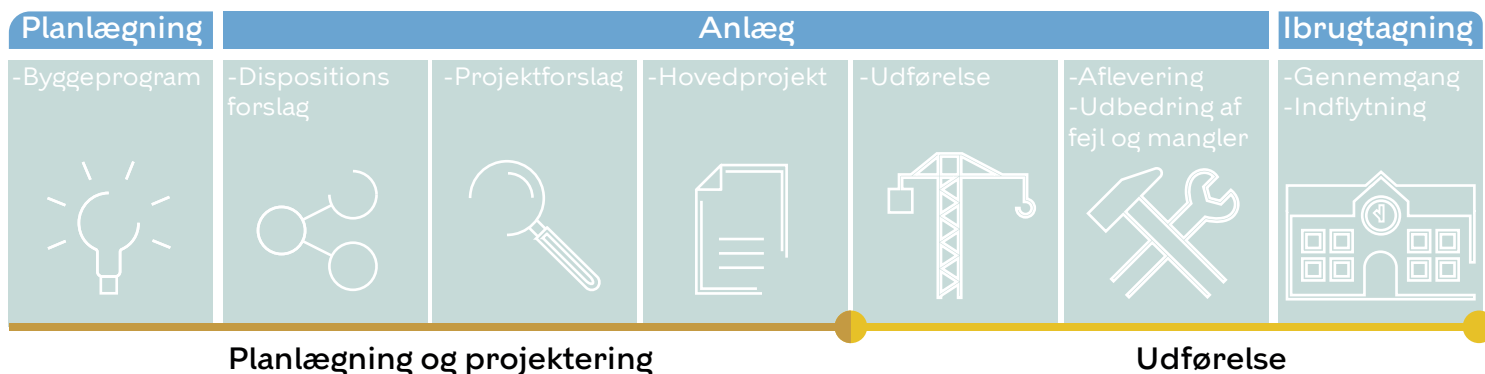 Planlægning
Anlæg
Ibrugtagning
-Byggeprogram
-Dispositions
forslag
-Projektforslag
-Hovedprojekt
-Udførelse
-Aflevering
-Udbedring af
fejl og mangler
-Gennemgang
-Indflytning
Planlægning og projektering
Udførelse